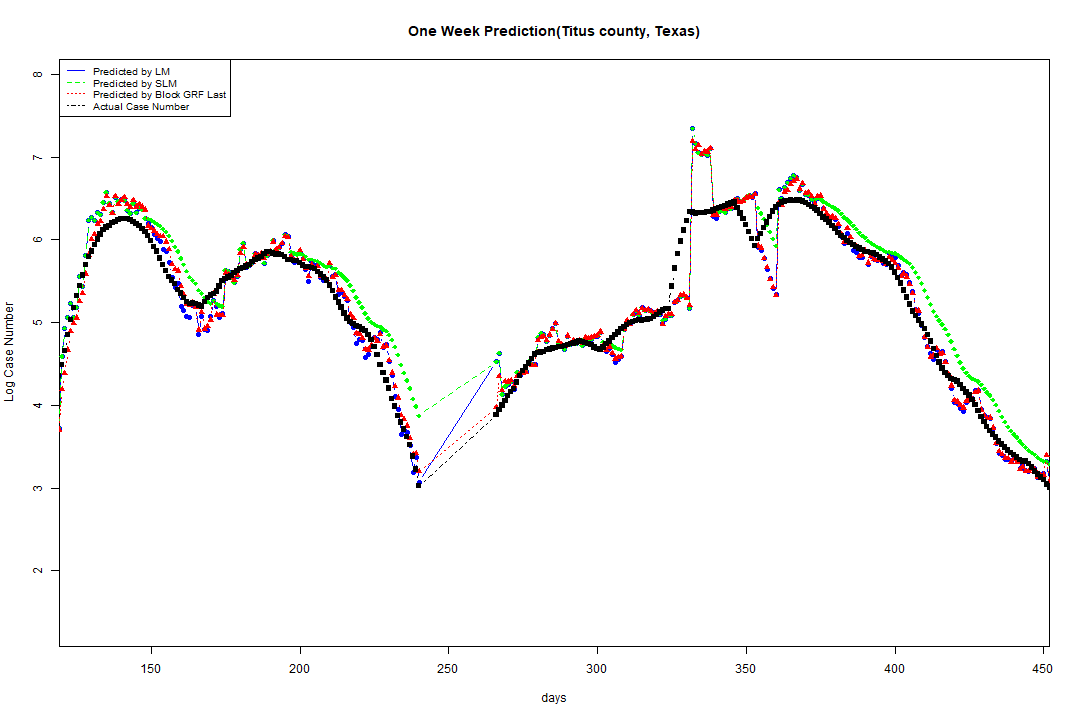 One Week Prediction(Titus county, Texas)
Predicted by LM
Predicted by SLM
Predicted by Block GRF Last
Actual Case Number
8
7
6
5
4
3
2
Log Case Number
150 200 250 300 350 400 450
days